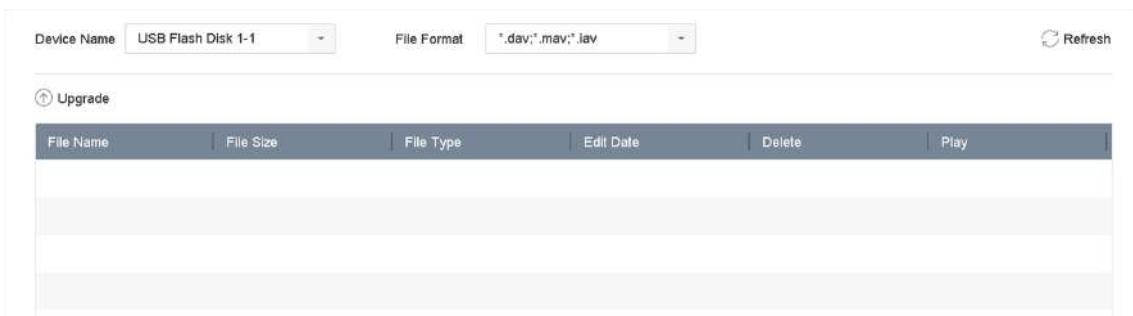 Device Name USB Flash Disk 1-1 File Format *.dav;*.mav;*.iav Refresh
Upgrade
File Name File Size File Type Edit Date Delete Play